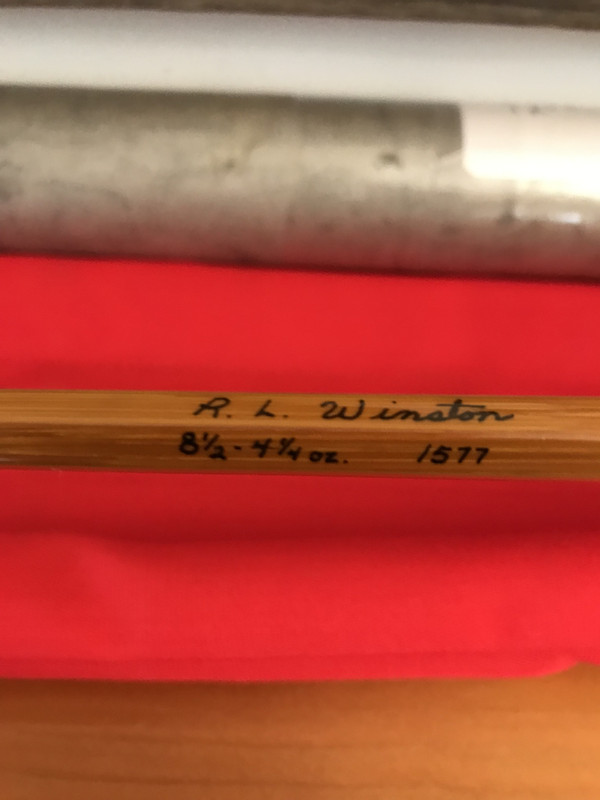 R. L. Winston
8½ - 4¼ oz. 1577